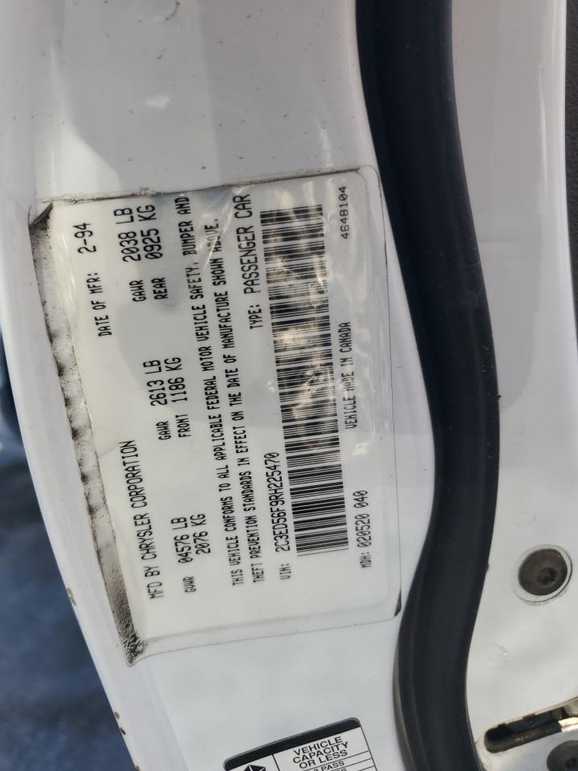 MFD BY CHRYSLER CORPORATION DATE OF MFR: 2-94
GVWR 04576 LB GAWR 2613 LB GAWR 2038 LB
2076 KG FRONT 1186 KG REAR 0925 KG
THIS VEHICLE CONFORMS TO ALL APPLICABLE FEDERAL MOTOR VEHICLE SAFETY, BUMPER AND
THEFT PREVENTION STANDARDS IN EFFECT ON THE DATE OF MANUFACTURE SHOWN ABOVE.
VIN: 2C3ED56F9RH225470 TYPE: PASSENGER CAR
MDH: 020520 040 VEHICLE MADE IN CANADA 4648104
VEHICLE
CAPACITY
OR LESS
PASS